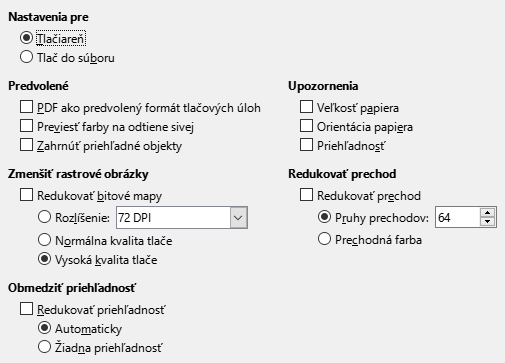 Nastavenia pre
Tlačiareň
Tlač do súboru
Predvolené
PDF ako predvolený formát tlačových úloh
Previesť farby na odtiene sivej
Zahrnúť priehľadné objekty
Upozornenia
Veľkosť papiera
Orientácia papiera
Priehľadnosť
Zmenšiť rastrové obrázky
Redukovať bitové mapy
Rozlíšenie: 72 DPI
Normálna kvalita tlače
Vysoká kvalita tlače
Redukovať prechod
Redukovať prechod
Pruhy prechodov: 64
Prechodná farba
Obmedziť priehľadnosť
Redukovať priehľadnosť
Automaticky
Žiadna priehľadnosť